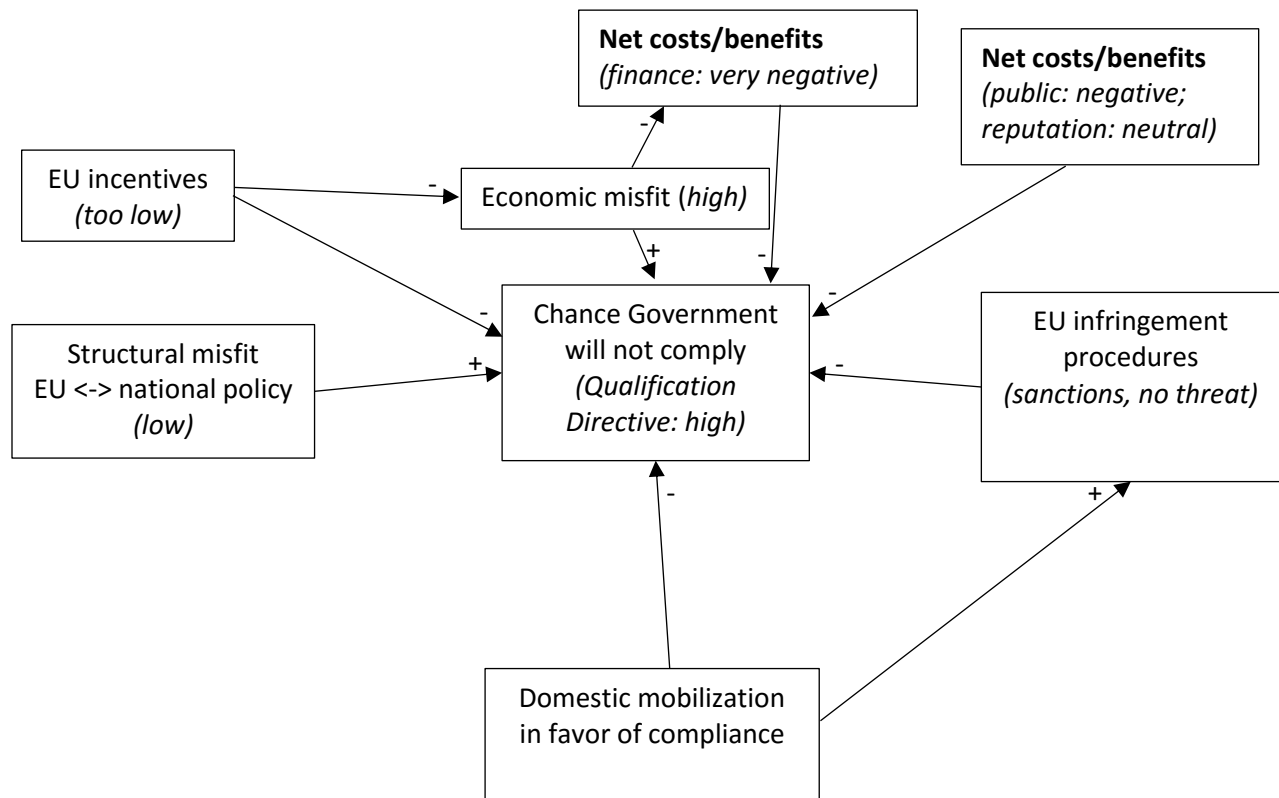 Net costs/benefits
(finance: very negative)
Net costs/benefits
(public: negative;
reputation: neutral)
-
EU incentives
(too low)
-
Economic misfit (high)
+
-
-
-
Chance Government
will not comply
(Qualification
Directive: high)
Structural misfit
EU <-> national policy
(low)
+
-
EU infringement
procedures
(sanctions, no threat)
-
+
Domestic mobilization
in favor of compliance